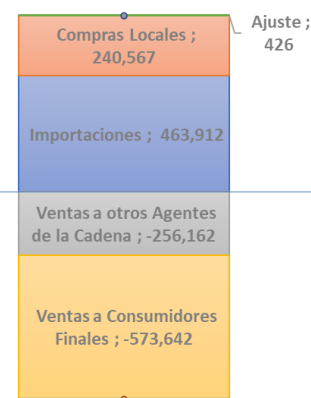 Ajuste ;
426
Compras Locales ;
240,567
Importaciones ; 463,912
Ventas a otros Agentes
de la Cadena ; -256,162
Ventas a Consumidores
Finales ; -573,642